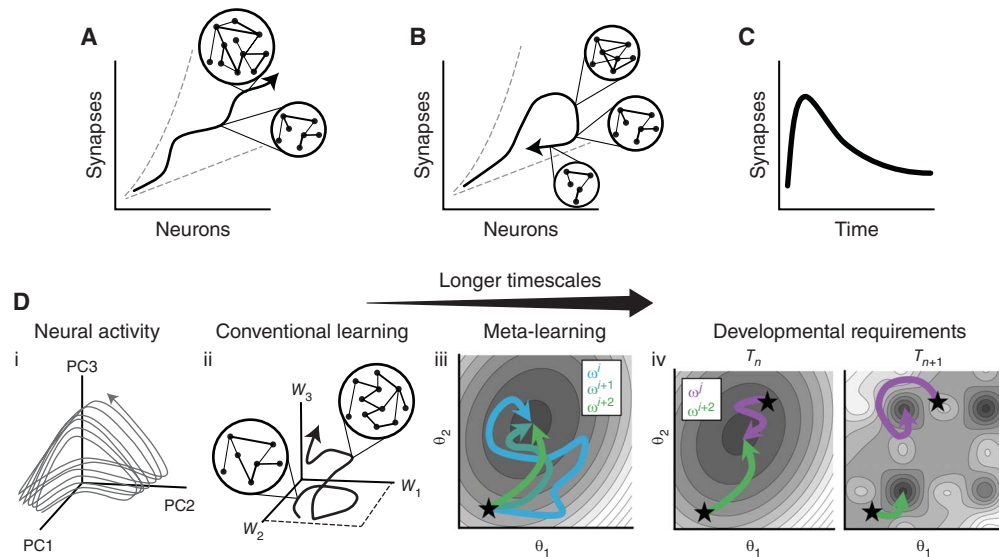 A
B
C
Synapses
Neurons
Synapses
Neurons
Synapses
Time
Longer timescales
D
Neural activity
Conventional learning
Meta-learning
Developmental requirements
i
PC3
PC2
PC1
ii
W₃
W₁
W₂
iii
ωⁱ
ωⁱ⁺¹
ωⁱ⁺²
θ₂
θ₁
iv
Tₙ
Tₙ₊₁
ωʲ
ωⁱ⁺²
θ₂
θ₁
θ₁